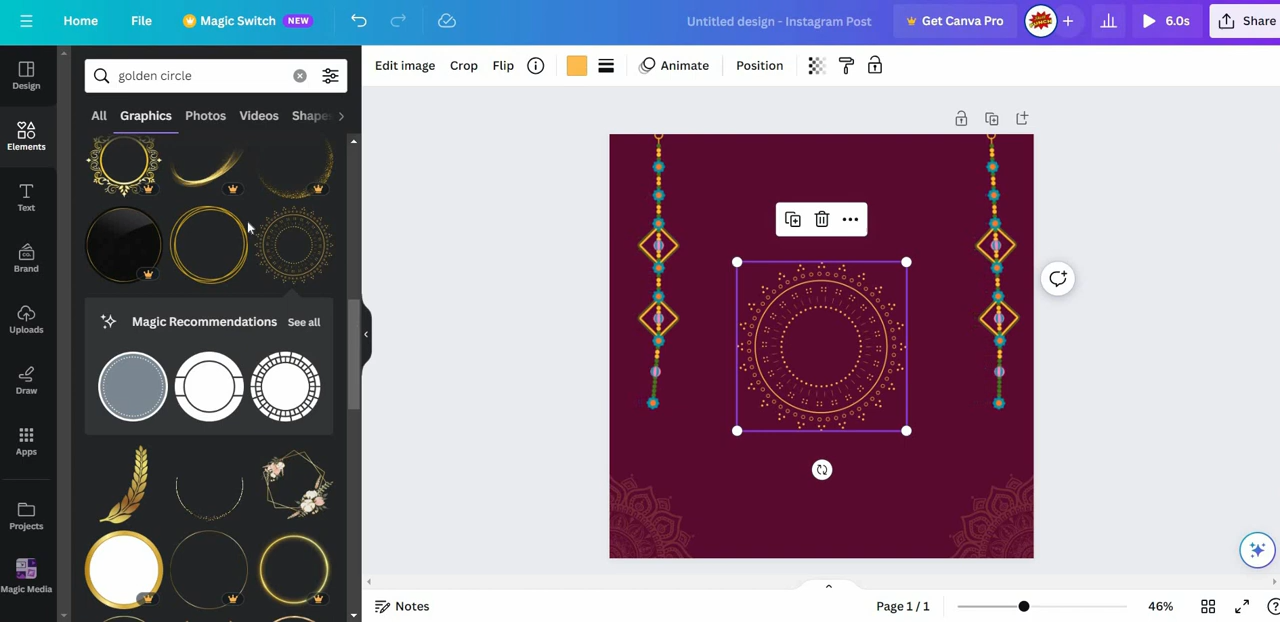 Home
File
Magic Switch NEW
Untitled design - Instagram Post
Get Canva Pro
6.0s
Share
Design
Elements
Text
Brand
Uploads
Draw
Apps
Projects
Magic Media
golden circle
All Graphics Photos Videos Shape
Magic Recommendations See all
Edit image Crop Flip Animate Position
Notes
Page 1 / 1
46%